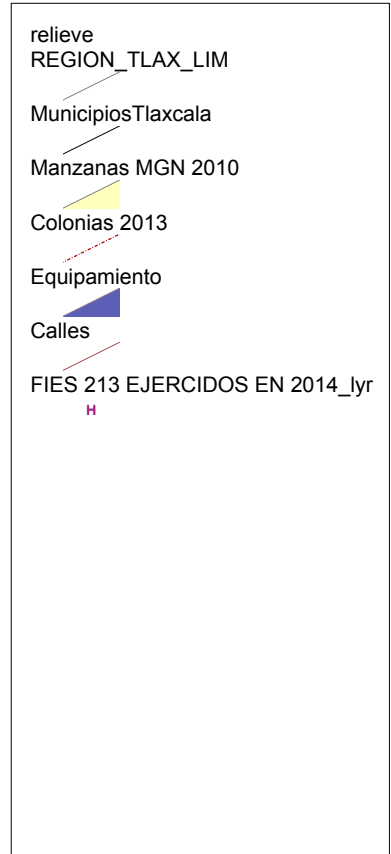 relieve
REGION_TLAX_LIM
MunicipiosTlaxcala
Manzanas MGN 2010
Colonias 2013
Equipamiento
Calles
FIES 213 EJERCIDOS EN 2014_lyr
H